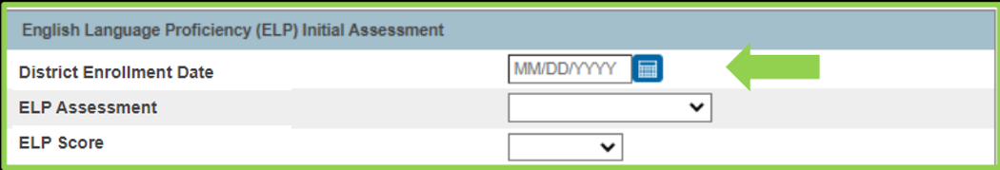 English Language Proficiency (ELP) Initial Assessment
District Enrollment Date MM/DD/YYYY
ELP Assessment
ELP Score